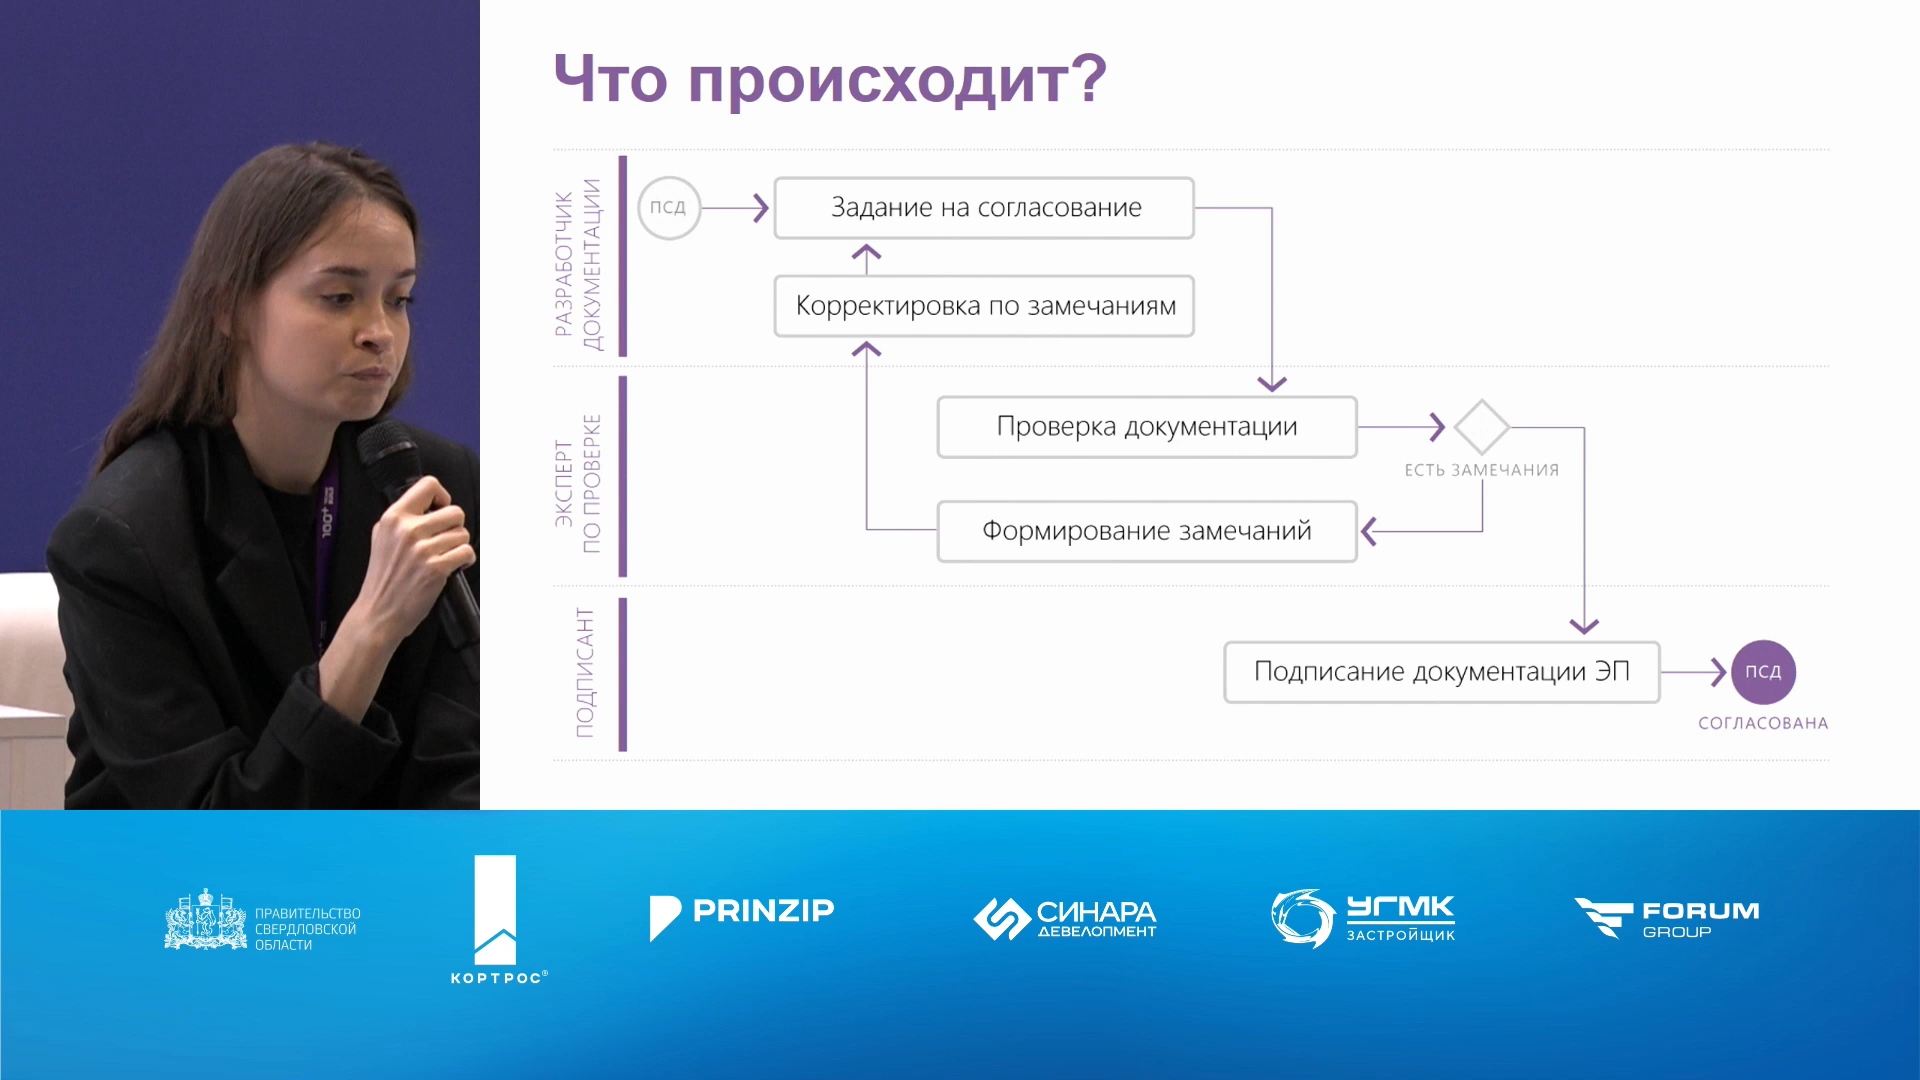 Что происходит?
РАЗРАБОТЧИК
ДОКУМЕНТАЦИИ
ПСД
Задание на согласование
Корректировка по замечаниям
ЭКСПЕРТ
ПО ПРОВЕРКЕ
Проверка документации
ЕСТЬ ЗАМЕЧАНИЯ
Формирование замечаний
ПОДПИСАНТ
Подписание документации ЭП
ПСД
СОГЛАСОВАНА
100+
ПРАВИТЕЛЬСТВО
СВЕРДЛОВСКОЙ
ОБЛАСТИ
КОРТРОС®
PRINZIP
СИНАРА
ДЕВЕЛОПМЕНТ
УГМК
ЗАСТРОЙЩИК
FORUM
GROUP